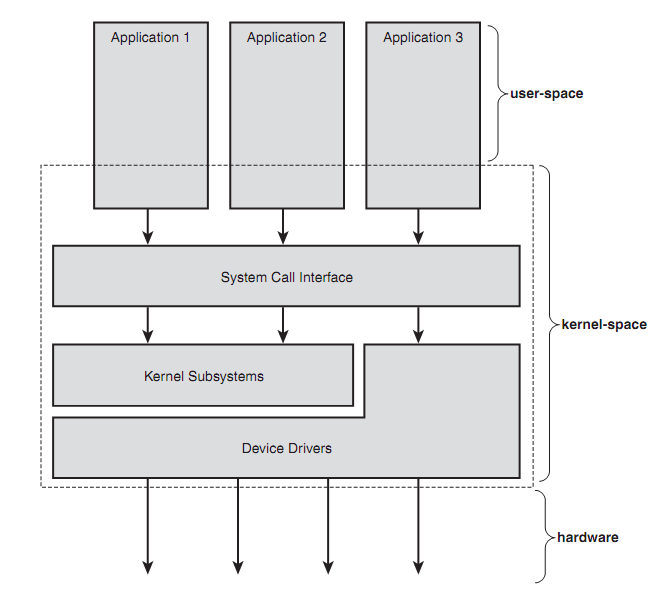 Application 1
Application 2
Application 3
user-space
System Call Interface
kernel-space
Kernel Subsystems
Device Drivers
hardware